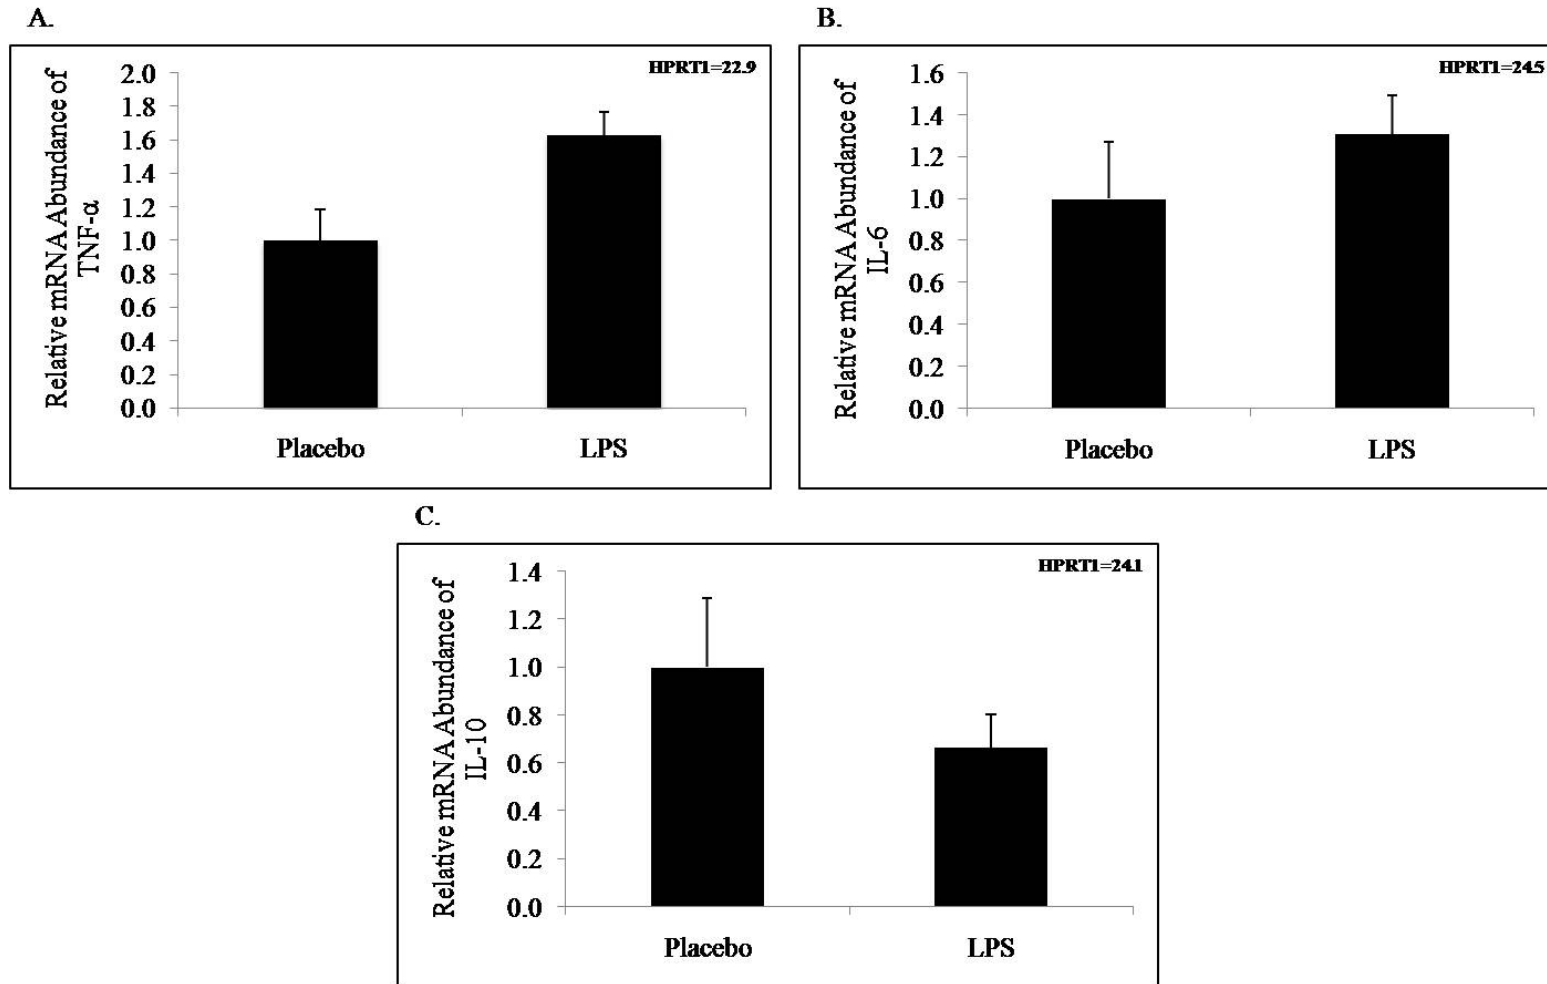 A.
Relative mRNA Abundance of
TNF-α
HPRT1=22.9
2.0
1.8
1.6
1.4
1.2
1.0
0.8
0.6
0.4
0.2
0.0
Placebo LPS
B.
Relative mRNA Abundance of
IL-6
HPRT1=24.5
1.6
1.4
1.2
1.0
0.8
0.6
0.4
0.2
0.0
Placebo LPS
C.
Relative mRNA Abundance of
IL-10
HPRT1=24.1
1.4
1.2
1.0
0.8
0.6
0.4
0.2
0.0
Placebo LPS